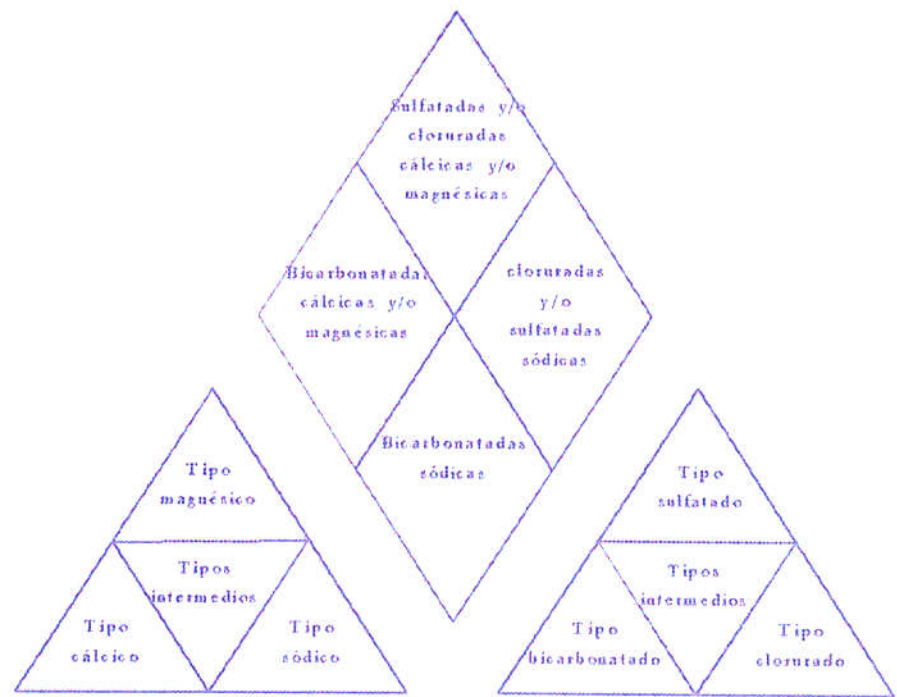 Sulfatadas y/o
cloruradas
cálcicas y/o
magnésicas
Bicarbonatadas
cálcicas y/o
magnésicas
cloruradas
y/o
sulfatadas
sódicas
Bicarbonatadas
sódicas
Tipo
magnésico
Tipos
intermedios
Tipo
cálcico
Tipo
sódico
Tipo
sulfatado
Tipos
intermedios
Tipo
bicarbonatado
Tipo
clorurado